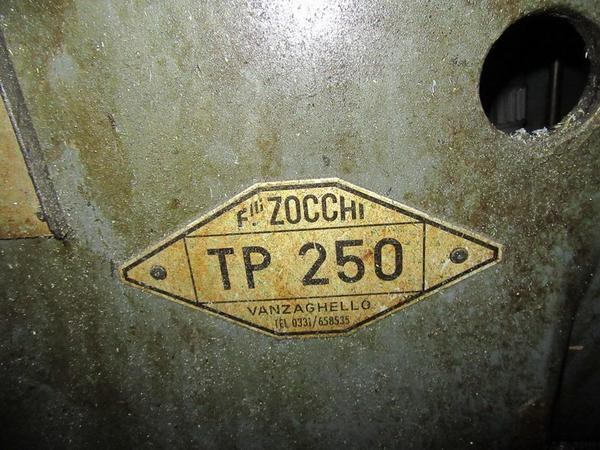 F.lli ZOCCHI
TP 250
VANZAGHELLO
TEL 0331/658535